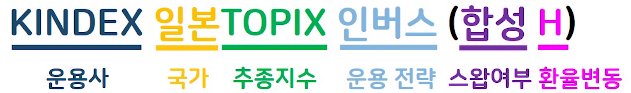 KINDEX 일본TOPIX 인버스 (합성 H)
운용사 국가 추종지수 운용 전략 스왑여부 환율변동